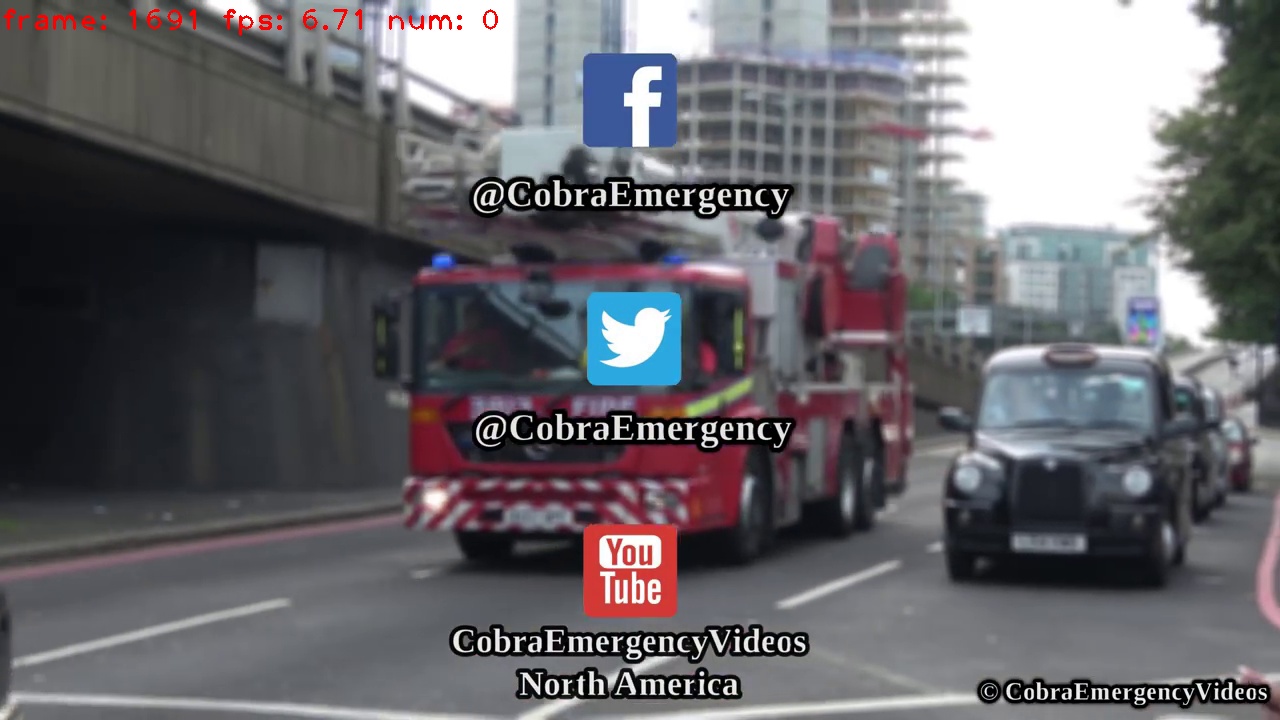 frame: 1691 fps: 6.71 num: 0
f
@CobraEmergency
@CobraEmergency
You
Tube
CobraEmergencyVideos
North America
© CobraEmergencyVideos